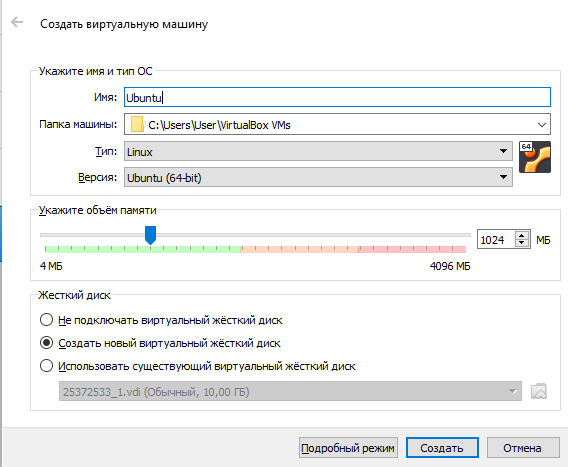 Создать виртуальную машину
Укажите имя и тип ОС
Имя: Ubuntu
Папка машины: C:\Users\User\VirtualBox VMs
Тип: Linux
64
Версия: Ubuntu (64-bit)
Укажите объём памяти
1024 МБ
4 МБ 4096 МБ
Жесткий диск
Не подключать виртуальный жёсткий диск
Создать новый виртуальный жёсткий диск
Использовать существующий виртуальный жёсткий диск
25372533_1.vdi (Обычный, 10,00 ГБ)
Подробный режим Создать Отмена